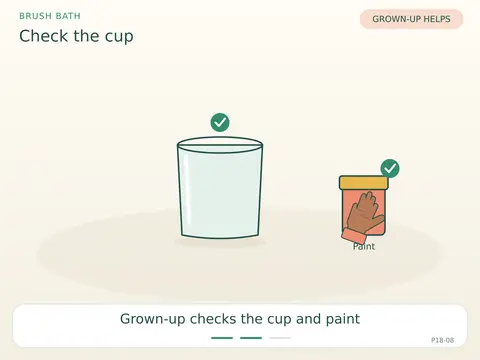 BRUSH BATH
GROWN-UP HELPS
Check the cup
Paint
Grown-up checks the cup and paint
P18-08